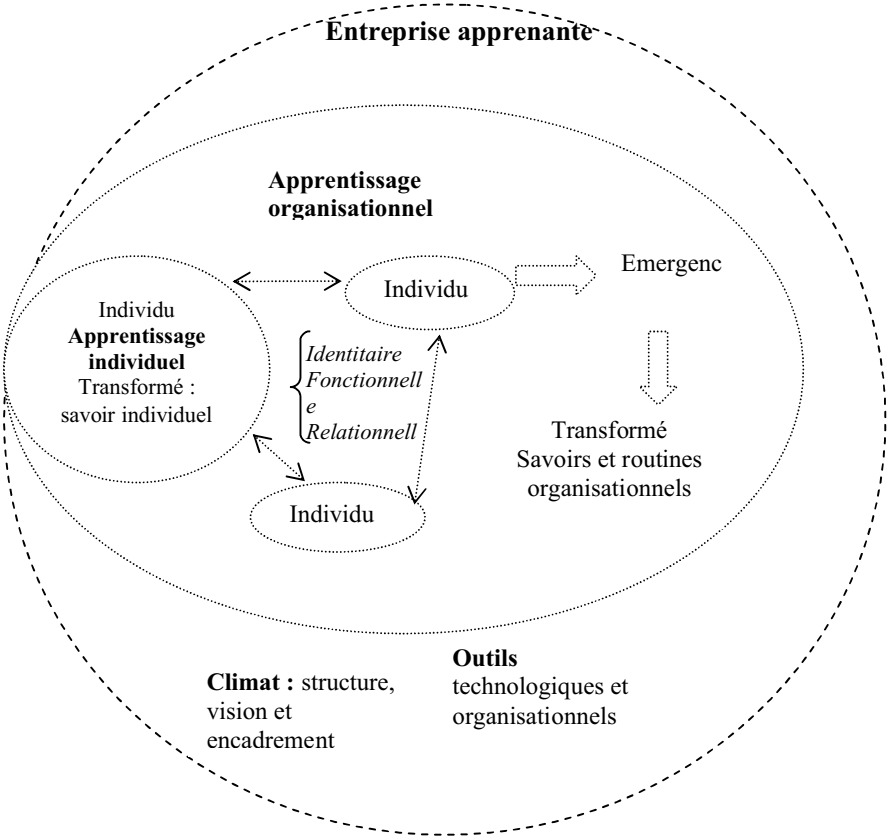 Entreprise apprenante
Apprentissage
organisationnel
Individu
Apprentissage
individuel
Transformé :
savoir individuel
Individu
Emergenc
Identitaire
Fonctionnell
e
Relationnell
Individu
Transformé
Savoirs et routines
organisationnels
Climat : structure,
vision et
encadrement
Outils
technologiques et
organisationnels